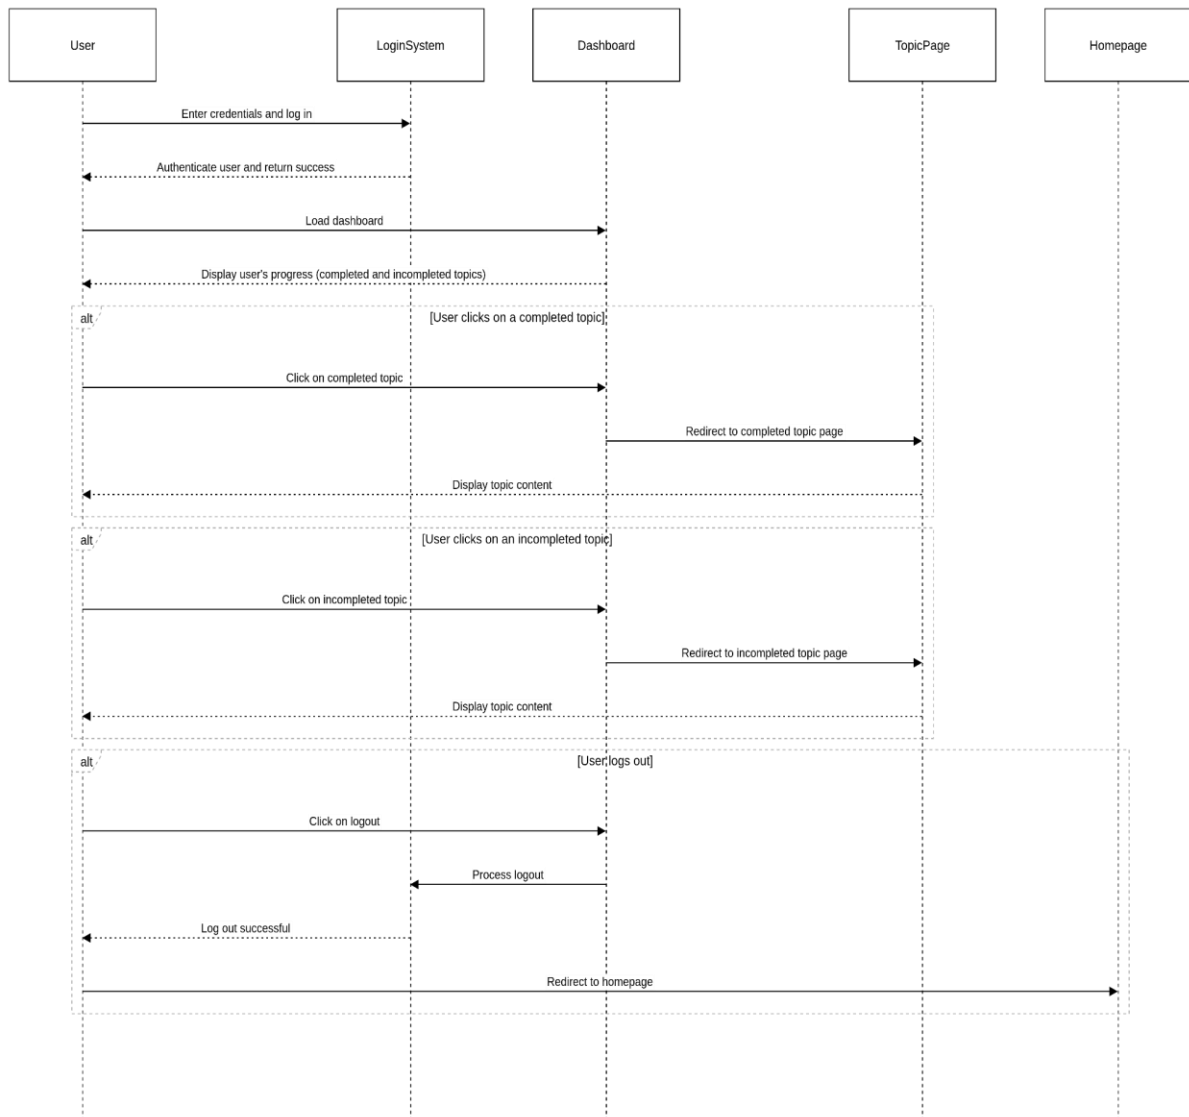 User
LoginSystem
Dashboard
TopicPage
Homepage
Enter credentials and log in
Authenticate user and return success
Load dashboard
Display user's progress (completed and incompleted topics)
alt
[User clicks on a completed topic]
Click on completed topic
Redirect to completed topic page
Display topic content
alt
[User clicks on an incompleted topic]
Click on incompleted topic
Redirect to incompleted topic page
Display topic content
alt
[User logs out]
Click on logout
Process logout
Log out successful
Redirect to homepage